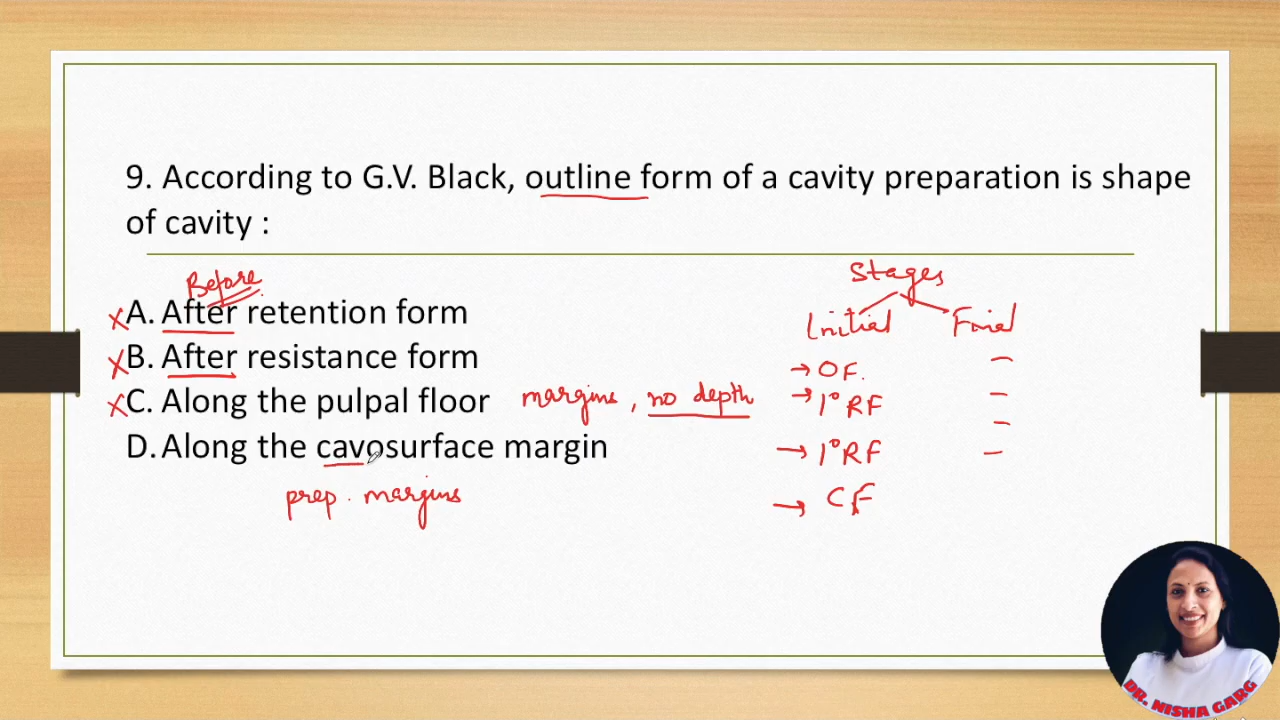 9. According to G.V. Black, outline form of a cavity preparation is shape
of cavity :
Before
x A. After retention form
x B. After resistance form
x C. Along the pulpal floor margins, no depth
D. Along the cavosurface margin
prep. margins
Stages
Initial Final
→ OF. –
→ 1° RF –
–
→ 1° RF –
→ CF
DR. NISHA GARG